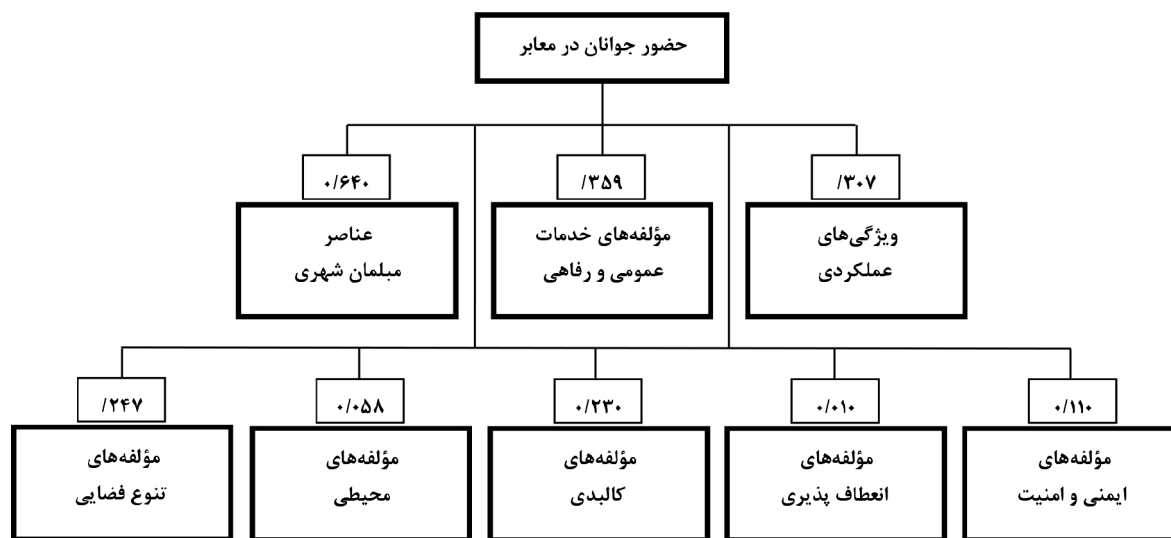 حضور جوانان در معابر
/۳۰۷
ویژگی‌های
عملکردی
/۳۵۹
مؤلفه‌های خدمات
عمومی و رفاهی
۰/۶۴۰
عناصر
مبلمان شهری
۰/۱۱۰
مؤلفه‌های
ایمنی و امنیت
۰/۰۱۰
مؤلفه‌های
انعطاف پذیری
۰/۲۳۰
مؤلفه‌های
کالبدی
۰/۰۵۸
مؤلفه‌های
محیطی
/۲۴۷
مؤلفه‌های
تنوع فضایی